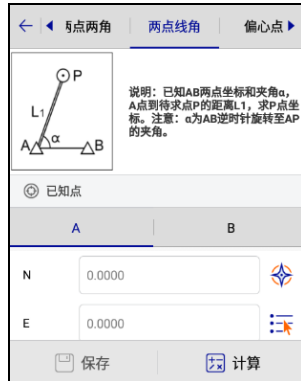 两点两角 两点线角 偏心点
P
L1
α
A B
说明：已知AB两点坐标和夹角α，
A点到待求点P的距离L1，求P点坐
标。注意：α为AB逆时针旋转至AP
的夹角。
已知点
A B
N 0.0000
E 0.0000
保存 计算